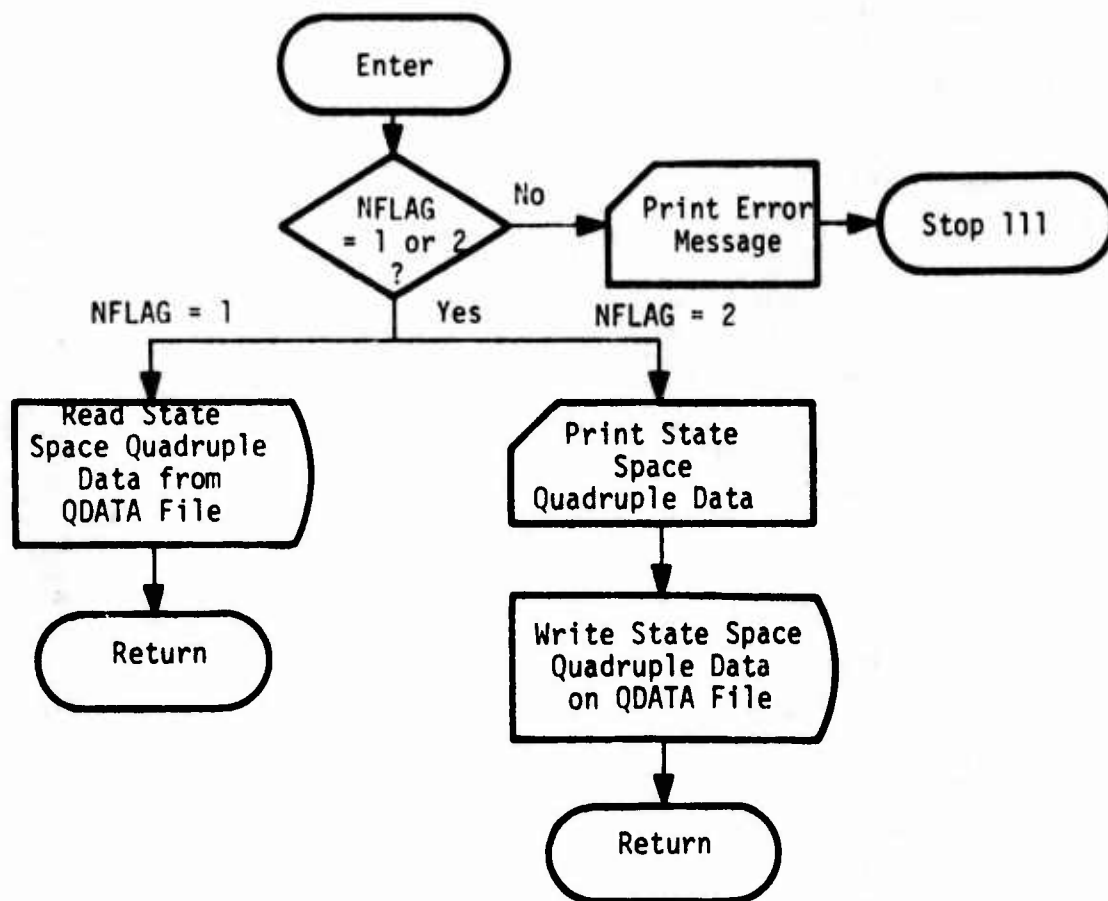 Enter
NFLAG
= 1 or 2
?
No
Print Error
Message
Stop 111
NFLAG = 1
Yes
NFLAG = 2
Read State
Space Quadruple
Data from
QDATA File
Return
Print State
Space
Quadruple Data
Write State Space
Quadruple Data
on QDATA File
Return